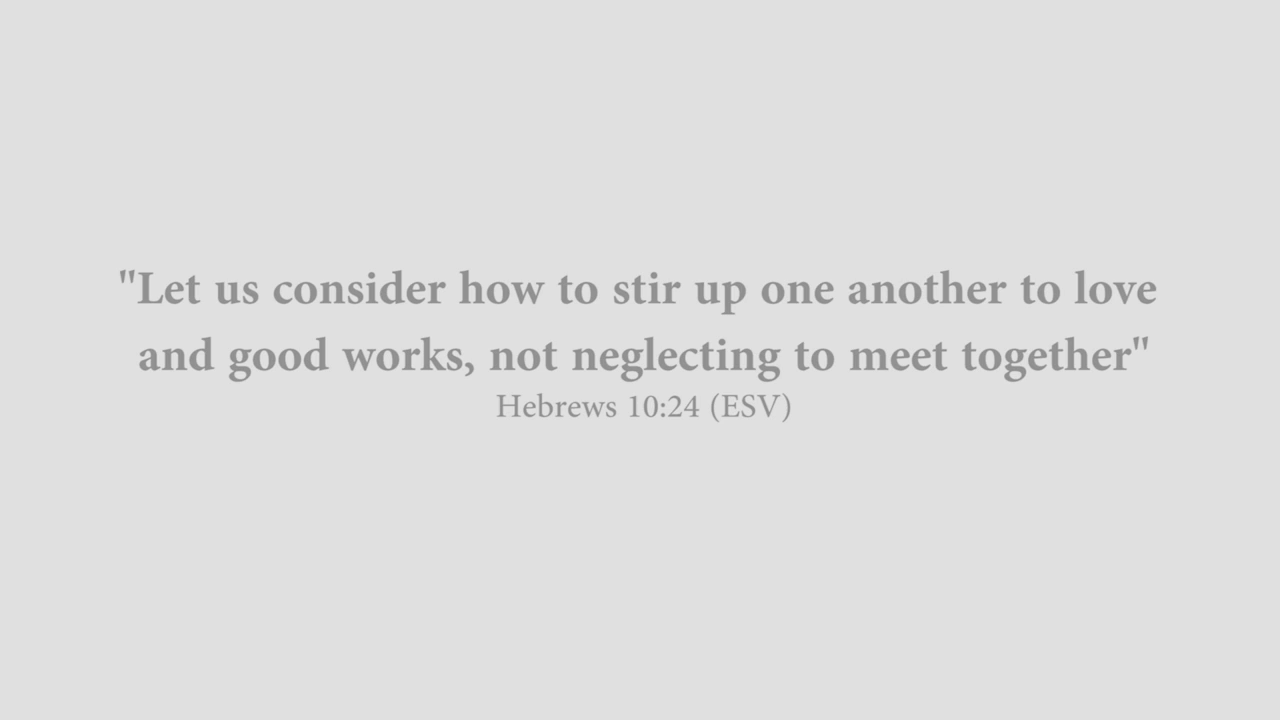 "Let us consider how to stir up one another to love
and good works, not neglecting to meet together"
Hebrews 10:24 (ESV)